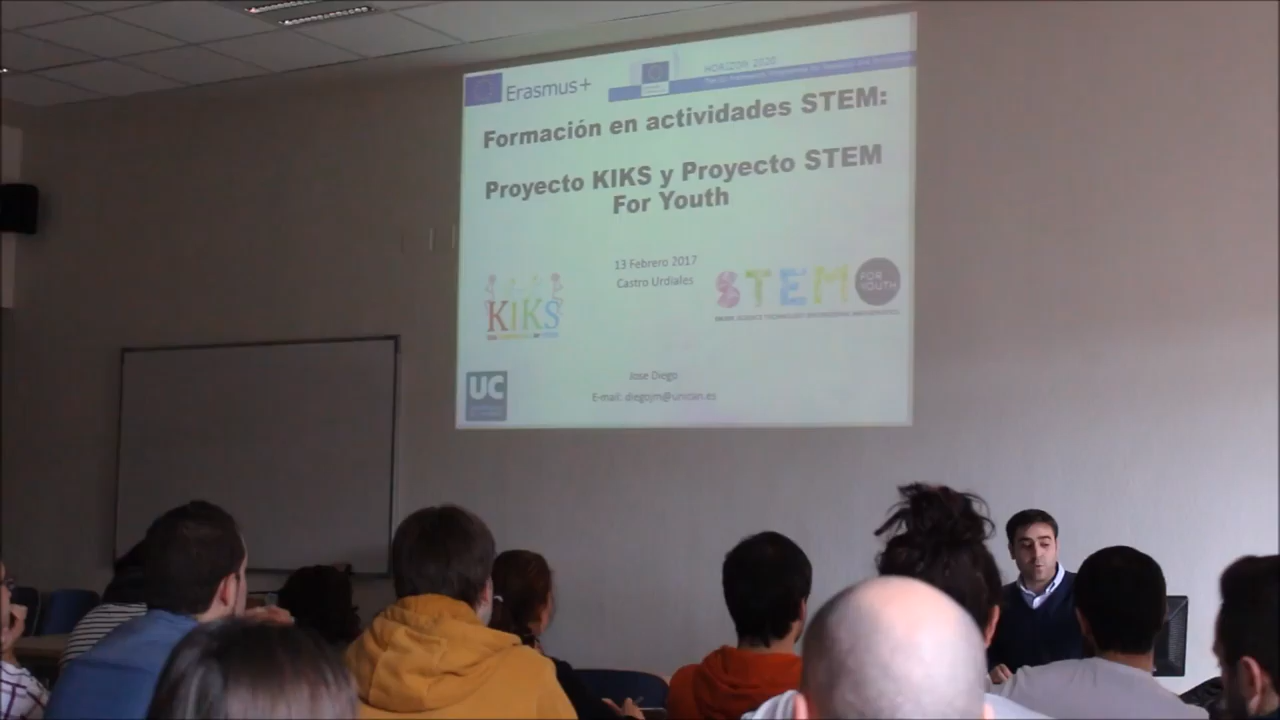 Erasmus+
HORIZON 2020
Formación en actividades STEM:
Proyecto KIKS y Proyecto STEM
For Youth
13 Febrero 2017
Castro Urdiales
KIKS
STEM
FOR
YOUTH
UC
Jose Diego
E-mail: diegojm@unican.es